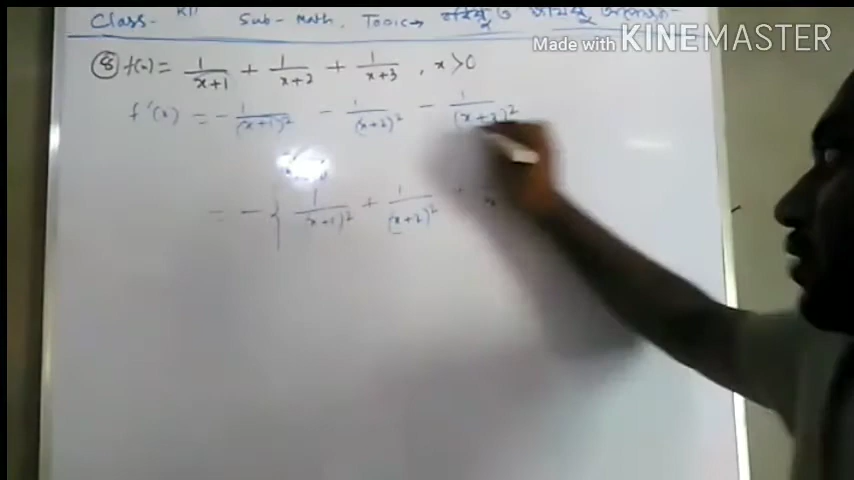 Class- XII Sub- Math, Topic→ ও
Made with KINEMASTER
⑧ f(x) = 1/(x+1) + 1/(x+2) + 1/(x+3), x>0
f'(x) = - 1/(x+1)² - 1/(x+2)² - 1/(x+3)²
= - { 1/(x+1)² + 1/(x+2)² +